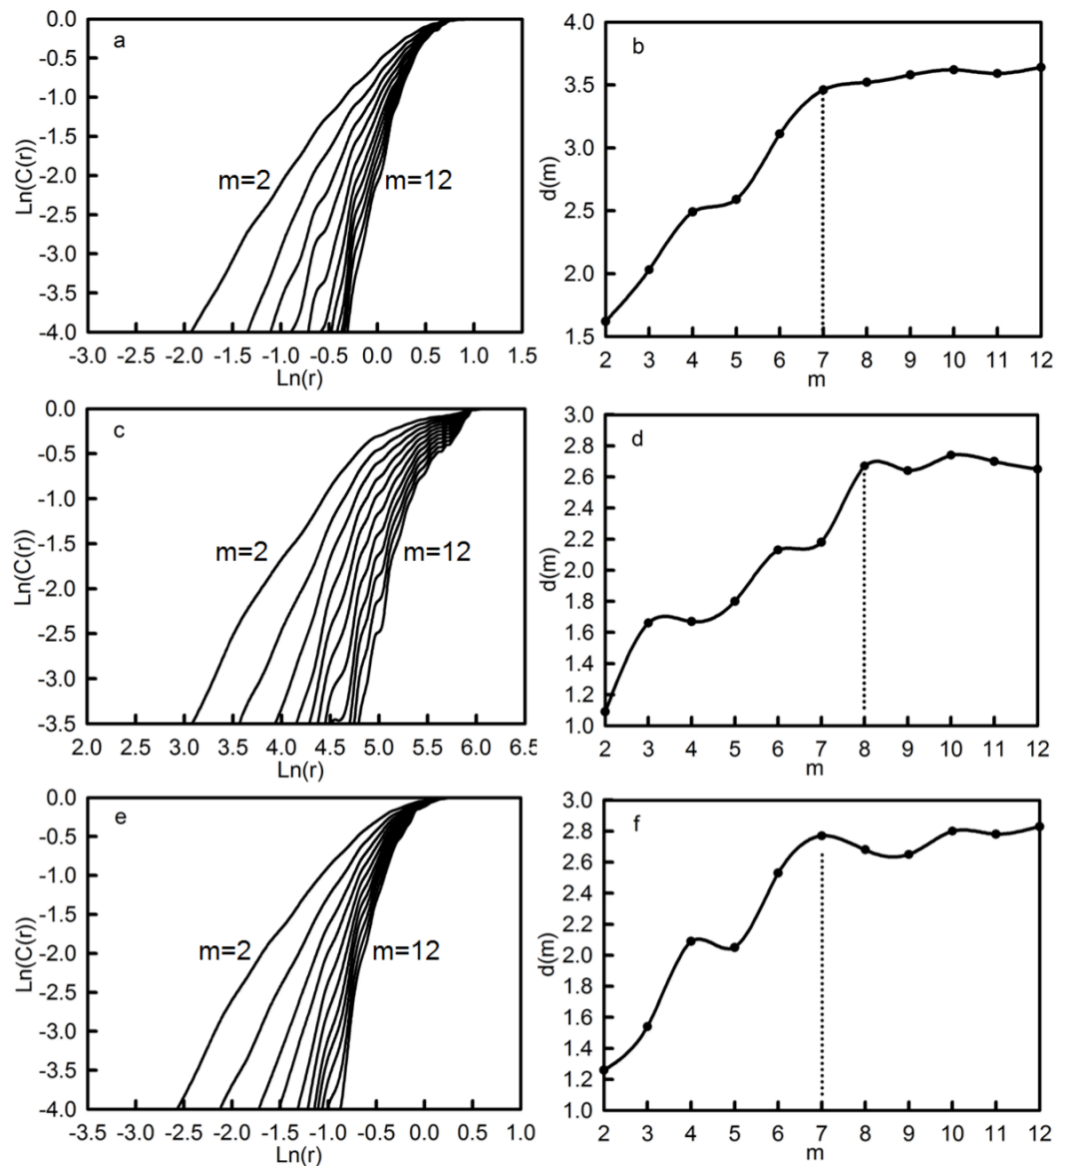 a
0.0
-0.5
-1.0
-1.5
-2.0
-2.5
-3.0
-3.5
-4.0
Ln(C(r))
m=2
m=12
-3.0 -2.5 -2.0 -1.5 -1.0 -0.5 0.0 0.5 1.0 1.5
Ln(r)
b
4.0
3.5
3.0
2.5
2.0
1.5
d(m)
2 3 4 5 6 7 8 9 10 11 12
m
c
0.0
-0.5
-1.0
-1.5
-2.0
-2.5
-3.0
-3.5
Ln(C(r))
m=2
m=12
2.0 2.5 3.0 3.5 4.0 4.5 5.0 5.5 6.0 6.5
Ln(r)
d
3.0
2.8
2.6
2.4
2.2
2.0
1.8
1.6
1.4
1.2
1.0
d(m)
2 3 4 5 6 7 8 9 10 11 12
m
e
0.0
-0.5
-1.0
-1.5
-2.0
-2.5
-3.0
-3.5
-4.0
Ln(C(r))
m=2
m=12
-3.5 -3.0 -2.5 -2.0 -1.5 -1.0 -0.5 0.0 0.5 1.0
Ln(r)
f
3.0
2.8
2.6
2.4
2.2
2.0
1.8
1.6
1.4
1.2
1.0
d(m)
2 3 4 5 6 7 8 9 10 11 12
m